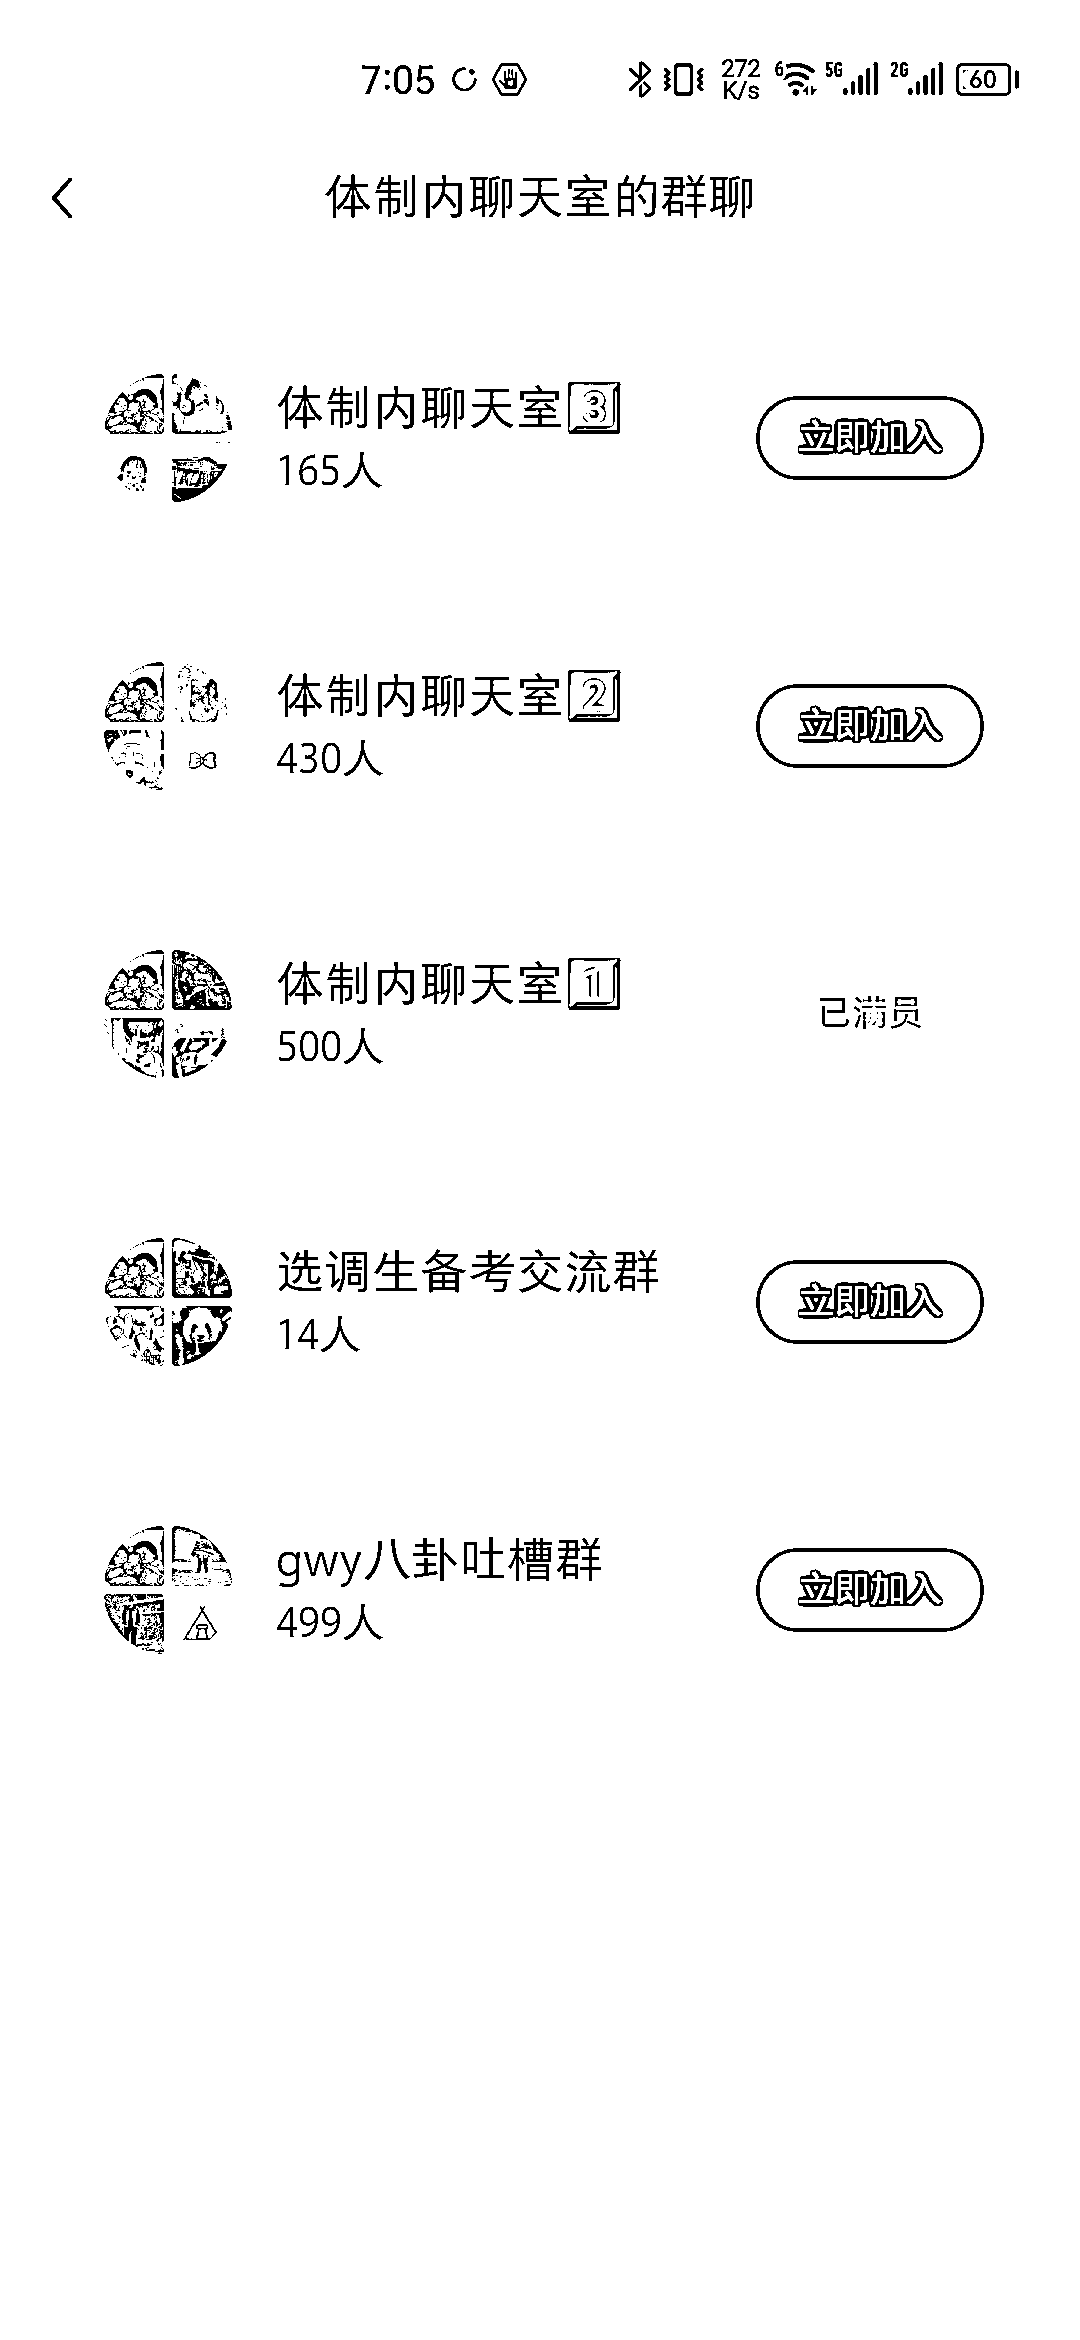 7:05 272 K/s 6 5G 2G 60
体制内聊天室的群聊
体制内聊天室3️⃣
165人
立即加入
体制内聊天室2️⃣
430人
立即加入
体制内聊天室1️⃣
500人
已满员
选调生备考交流群
14人
立即加入
gwy八卦吐槽群
499人
立即加入